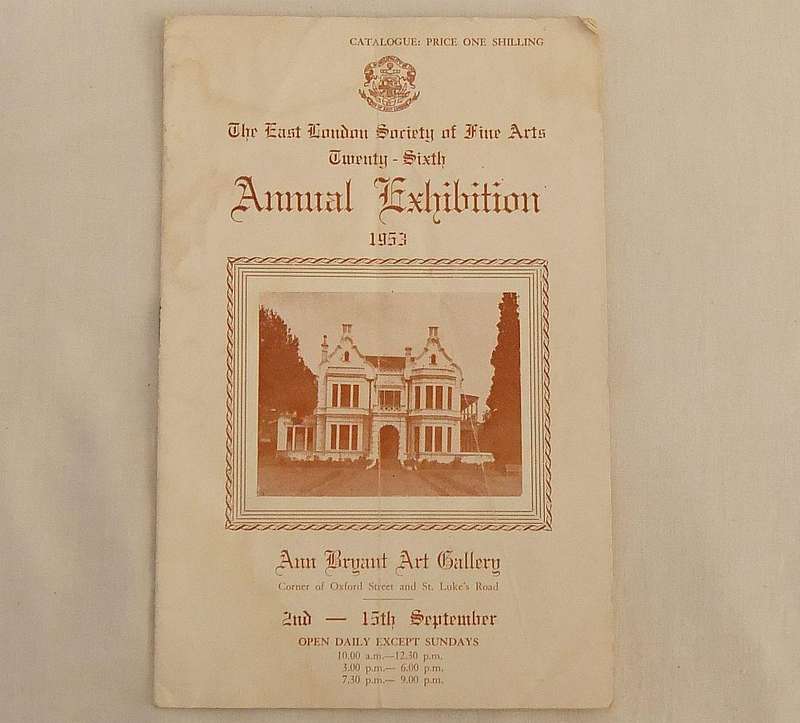 CATALOGUE: PRICE ONE SHILLING
The East London Society of Fine Arts
Twenty - Sixth
Annual Exhibition
1953
Ann Bryant Art Gallery
Corner of Oxford Street and St. Luke's Road
2nd — 15th September
OPEN DAILY EXCEPT SUNDAYS
10.00 a.m.—12.30 p.m.
3.00 p.m.— 6.00 p.m.
7.30 p.m.— 9.00 p.m.